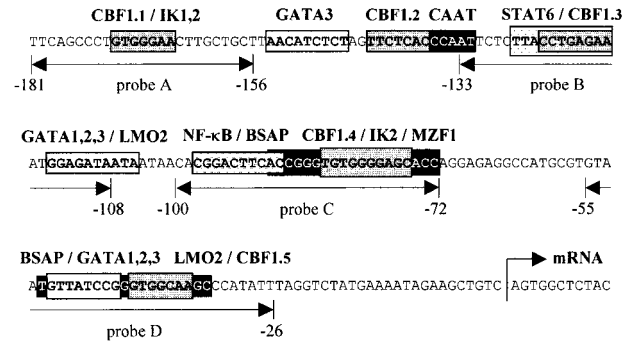 CBF1.1 / IK1,2 GATA3 CBF1.2 CAAT STAT6 / CBF1.3
TTCAGCCCTGTGGGAACTTGCTGCTTAACATCTCTAGTTCTCACCCAATTCTCTTACCTGAGAA
-181 probe A -156 -133 probe B
GATA1,2,3 / LMO2 NF-κB / BSAP CBF1.4 / IK2 / MZF1
ATGGAGATAATAATAACACGGACTTCACCGGGTGTGGGGAGCACCAGGAGAGGCCATGCGTGTA
-108 -100 probe C -72 -55
BSAP / GATA1,2,3 LMO2 / CBF1.5 mRNA
ATGTTATCCGGGTGGCAAGCCCATATTTAGGTCTATGAAAATAGAAGCTGTCAGTGGCTCTAC
probe D -26